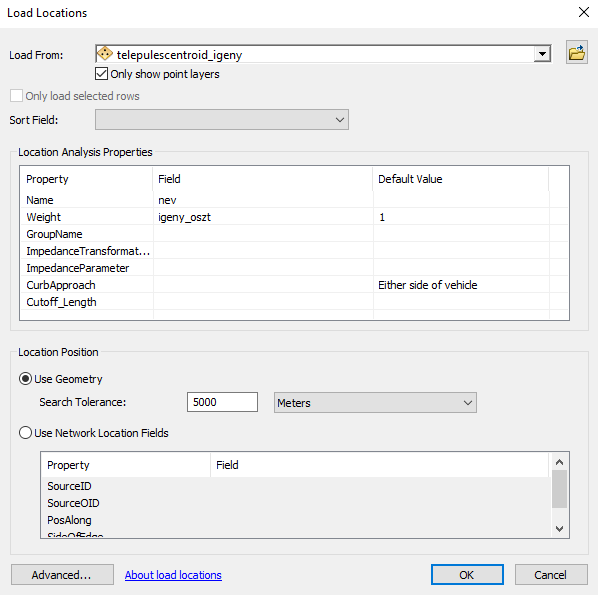 Load Locations
Load From: telepulescentroid_igeny
Only show point layers
Only load selected rows
Sort Field:
Location Analysis Properties
Property Field Default Value
Name nev
Weight igeny_oszt 1
GroupName
ImpedanceTransformat...
ImpedanceParameter
CurbApproach Either side of vehicle
Cutoff_Length
Location Position
Use Geometry
Search Tolerance: 5000 Meters
Use Network Location Fields
Property Field
SourceID
SourceOID
PosAlong
SideOfEdge
Advanced... About load locations OK Cancel